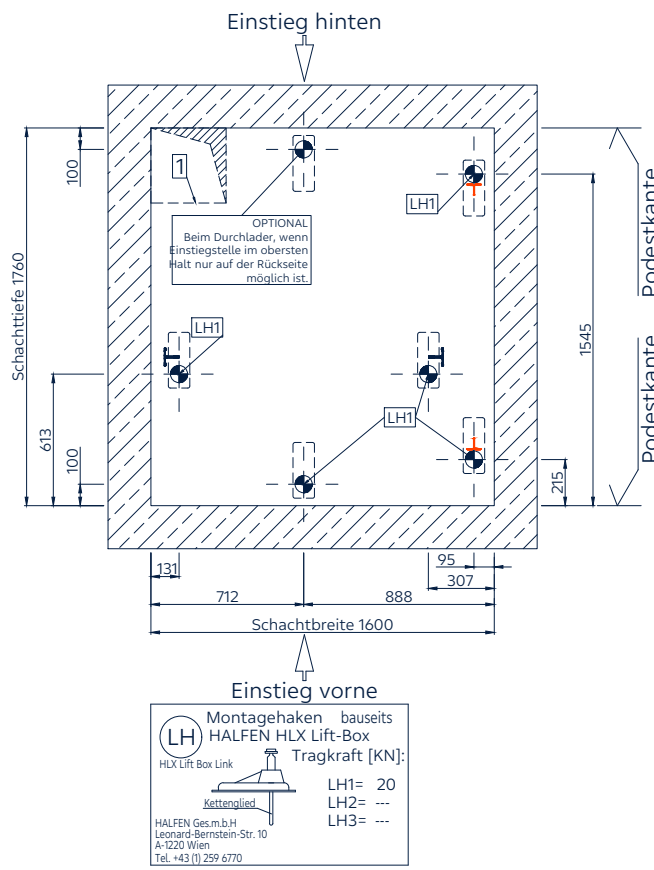 Einstieg hinten
100
1
LH1
OPTIONAL
Beim Durchlader, wenn
Einstiegstelle im obersten
Halt nur auf der Rückseite
möglich ist.
Podestkante
Schachttiefe 1760
LH1
1545
Podestkante
613
LH1
100
215
131
95
307
712
888
Schachtbreite 1600
Einstieg vorne
Montagehaken bauseits
LH
HALFEN HLX Lift-Box
Tragkraft [KN]:
HLX Lift Box Link
LH1= 20
Kettenglied
LH2= ---
LH3= ---
HALFEN Ges.m.b.H
Leonard-Bernstein-Str. 10
A-1220 Wien
Tel. +43 (1) 259 6770